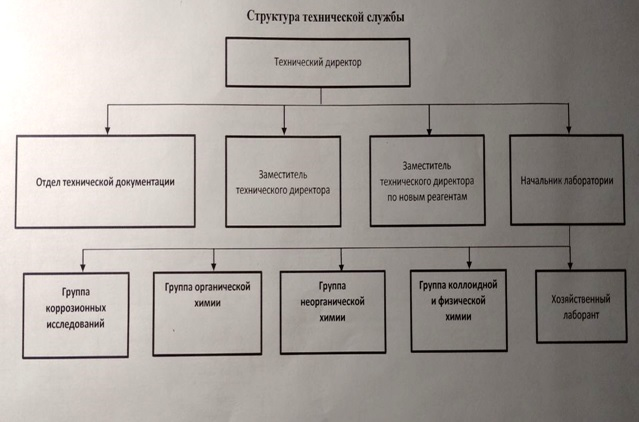 Структура технической службы
Технический директор
Отдел технической документации
Заместитель
технического директора
Заместитель
технического директора
по новым реагентам
Начальник лаборатории
Группа
коррозионных
исследований
Группа органической
химии
Группа
неорганической
химии
Группа коллоидной
и физической
химии
Хозяйственный
лаборант